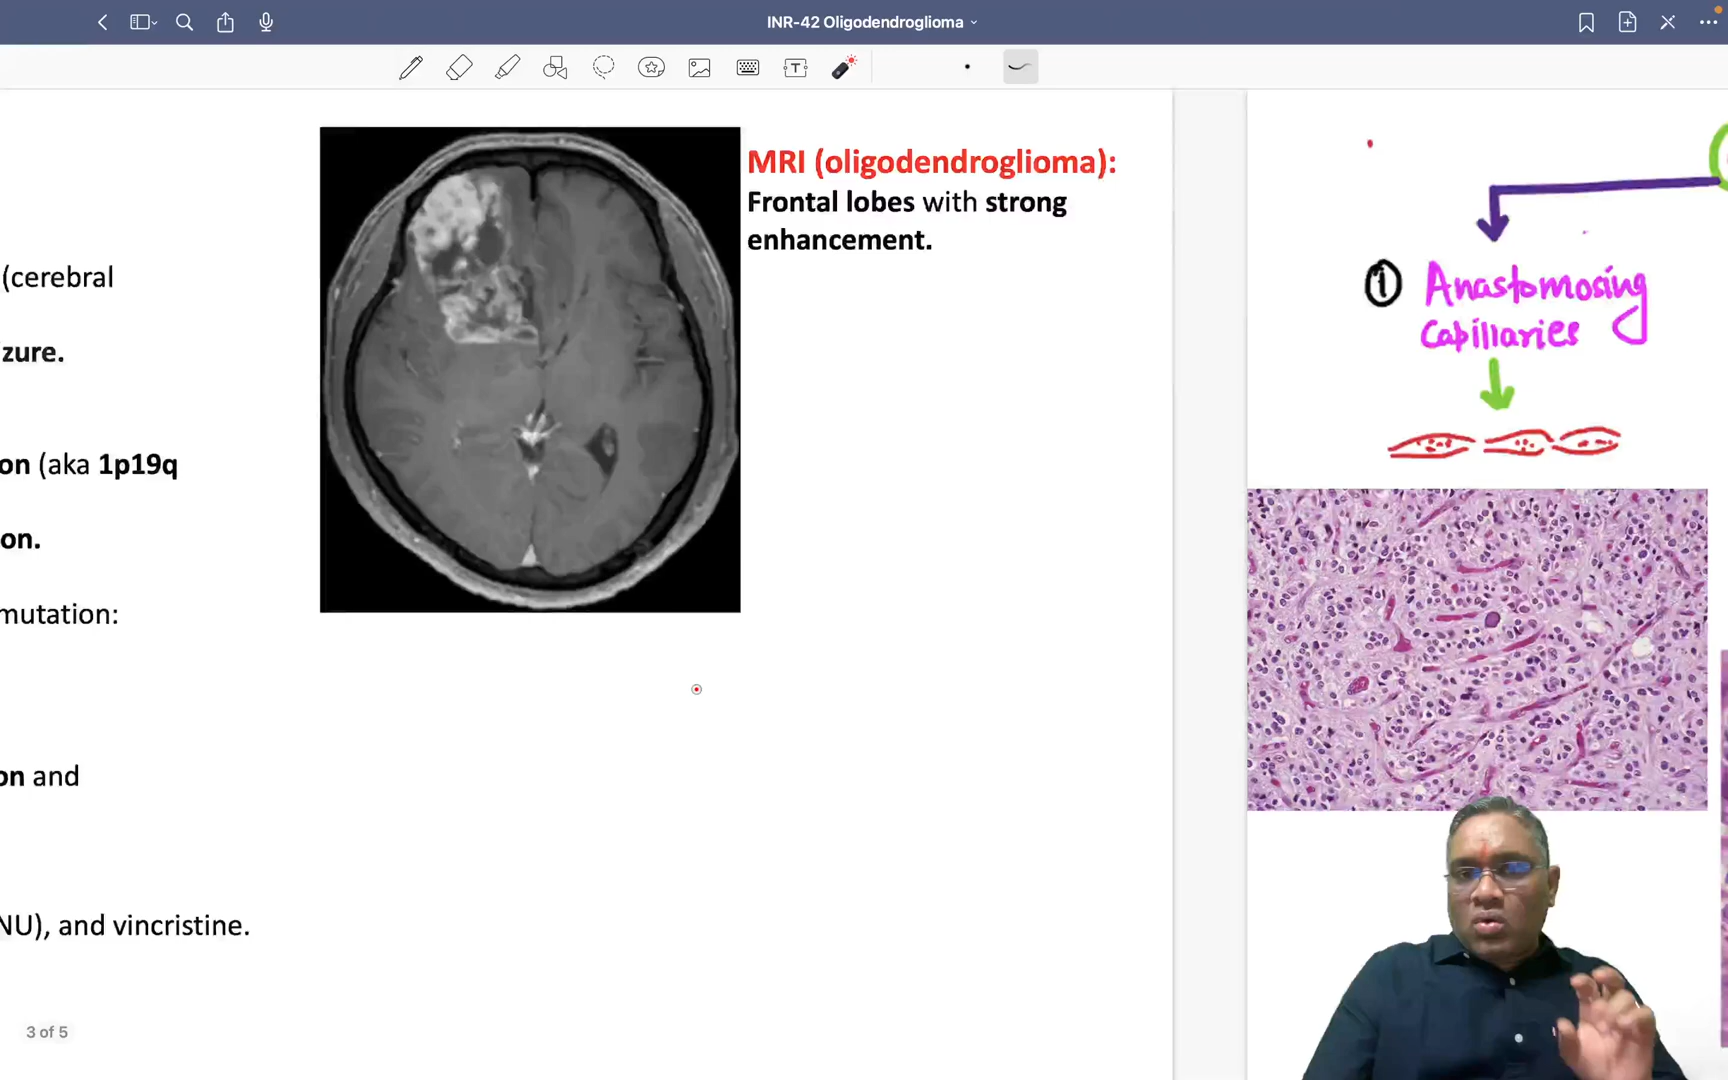 INR-42 Oligodendroglioma
MRI (oligodendroglioma):
Frontal lobes with strong
enhancement.
(cerebral
zure.
on (aka 1p19q
on.
mutation:
on and
NU), and vincristine.
3 of 5
1 Anastomosing
Capillaries